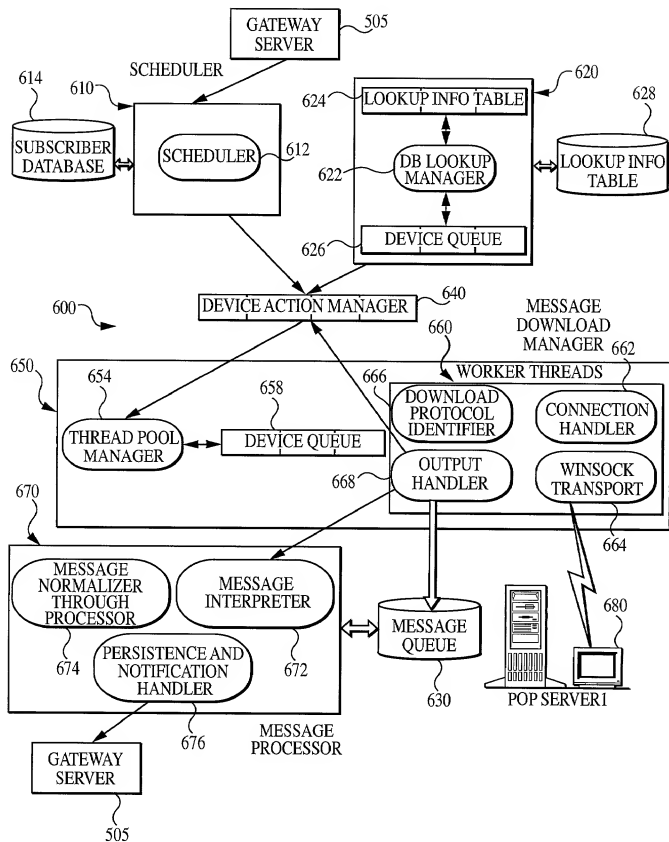 GATEWAY
SERVER
505
SCHEDULER
614
610
SUBSCRIBER
DATABASE
SCHEDULER
612
620
624
LOOKUP INFO TABLE
628
622
DB LOOKUP
MANAGER
LOOKUP INFO
TABLE
626
DEVICE QUEUE
600
DEVICE ACTION MANAGER
640
MESSAGE
DOWNLOAD
MANAGER
650
654
658
660
WORKER THREADS
662
666
DOWNLOAD
PROTOCOL
IDENTIFIER
CONNECTION
HANDLER
THREAD POOL
MANAGER
DEVICE QUEUE
668
OUTPUT
HANDLER
WINSOCK
TRANSPORT
664
670
MESSAGE
NORMALIZER
THROUGH
PROCESSOR
674
MESSAGE
INTERPRETER
672
PERSISTENCE AND
NOTIFICATION
HANDLER
676
MESSAGE
QUEUE
630
680
POP SERVER1
MESSAGE
PROCESSOR
GATEWAY
SERVER
505